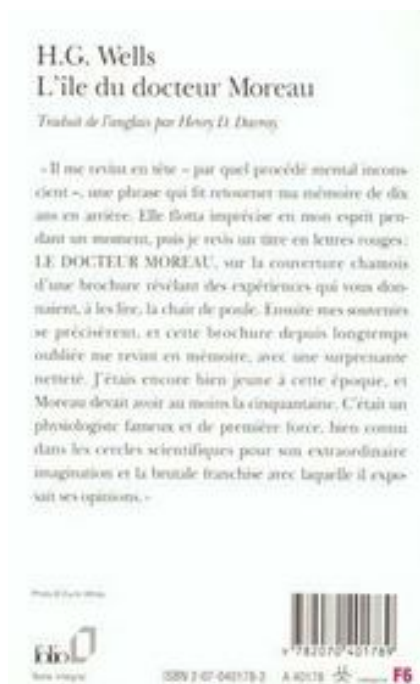 H.G. Wells
L'île du docteur Moreau
Traduit de l'anglais par Henry D. Davray
« Il me revint en tête – par quel procédé mental incons-
cient –, une phrase qui fit retourner ma mémoire de dix
ans en arrière. Elle flotta imprécise en mon esprit pen-
dant un moment, puis je revis un titre en lettres rouges :
LE DOCTEUR MOREAU, sur la couverture chamois
d'une brochure révélant des expériences qui vous don-
naient, à les lire, la chair de poule. Ensuite mes souvenirs
se précisèrent, et cette brochure depuis longtemps
oubliée me revint en mémoire, avec une surprenante
netteté. J'étais encore bien jeune à cette époque, et
Moreau devait avoir au moins la cinquantaine. C'était un
physiologiste fameux et de première force, bien connu
dans les cercles scientifiques pour son extraordinaire
imagination et la brutale franchise avec laquelle il expo-
sait ses opinions. »
folio
texte intégral
ISBN 2-07-040178-3
A 40178
catégorie F6
9 782070 401789